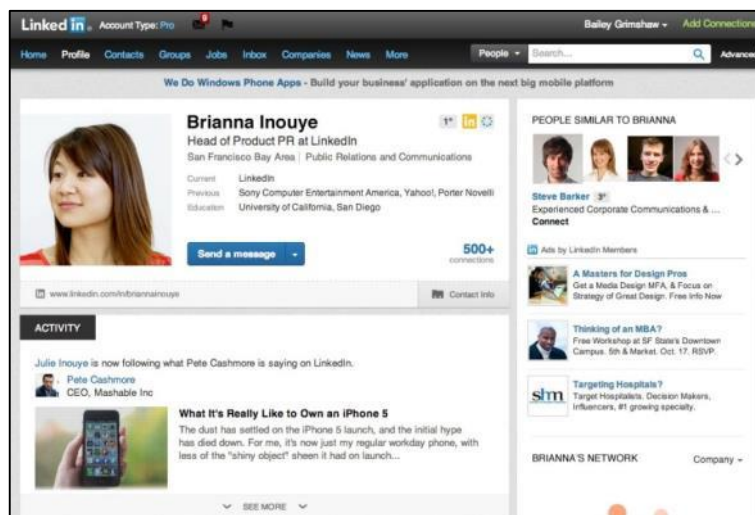 Linked in. Account Type: Pro 9 Bailey Grimshaw Add Connections
Home Profile Contacts Groups Jobs Inbox Companies News More People Search... Advanced
We Do Windows Phone Apps - Build your business' application on the next big mobile platform
Brianna Inouye 1° in
Head of Product PR at LinkedIn
San Francisco Bay Area | Public Relations and Communications
Current LinkedIn
Previous Sony Computer Entertainment America, Yahoo!, Porter Novelli
Education University of California, San Diego
Send a message 500+
connections
www.linkedin.com/in/briannainouye Contact Info
ACTIVITY
Julie Inouye is now following what Pete Cashmore is saying on LinkedIn.
Pete Cashmore
CEO, Mashable Inc
What It's Really Like to Own an iPhone 5
The dust has settled on the iPhone 5 launch, and the initial hype
has died down. For me, it's now just my regular workday phone, with
less of the "shiny object" sheen it had on launch...
SEE MORE
PEOPLE SIMILAR TO BRIANNA
Steve Barker 3°
Experienced Corporate Communications & ...
Connect
in Ads by LinkedIn Members
A Masters for Design Pros
Get a Media Design MFA, & Focus on
Strategy of Great Design. Free Info Now
Thinking of an MBA?
Free Workshop at SF State's Downtown
Campus. 5th & Market. Oct. 17. RSVP.
shm
Targeting Hospitals?
Target Hospitalists. Decision Makers,
Influencers, #1 growing specialty.
BRIANNA'S NETWORK Company